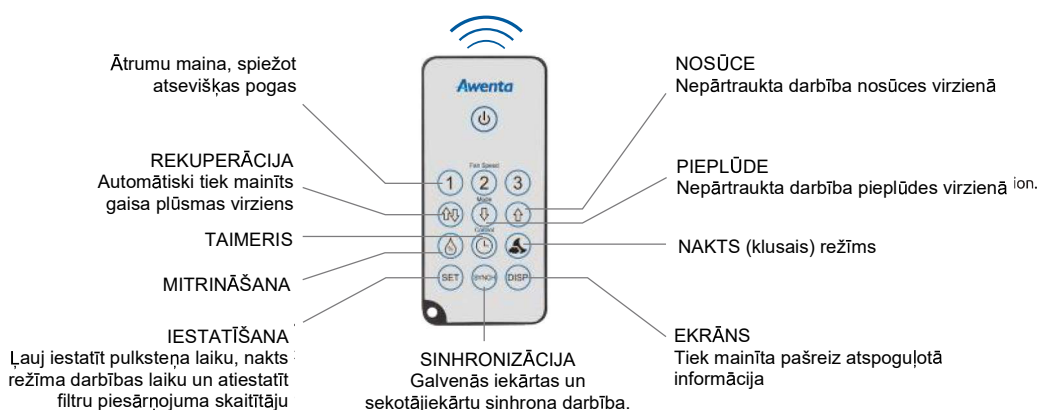 Ātrumu maina, spiežot
atsevišķas pogas
REKUPERĀCIJA
Automātiski tiek mainīts
gaisa plūsmas virziens
TAIMERIS
MITRINĀŠANA
IESTATĪŠANA
Ļauj iestatīt pulksteņa laiku, nakts
režīma darbības laiku un atiestatīt
filtru piesārņojuma skaitītāju
Awenta
Fan Speed
1 2 3
Mode
Control
%
SET SYNCH DISP
SINHRONIZĀCIJA
Galvenās iekārtas un
sekotājiekārtu sinhrona darbība.
NOSŪCE
Nepārtraukta darbība nosūces virzienā
PIEPLŪDE
Nepārtraukta darbība pieplūdes virzienā ion.
NAKTS (klusais) režīms
EKRĀNS
Tiek mainīta pašreiz atspoguļotā
informācija